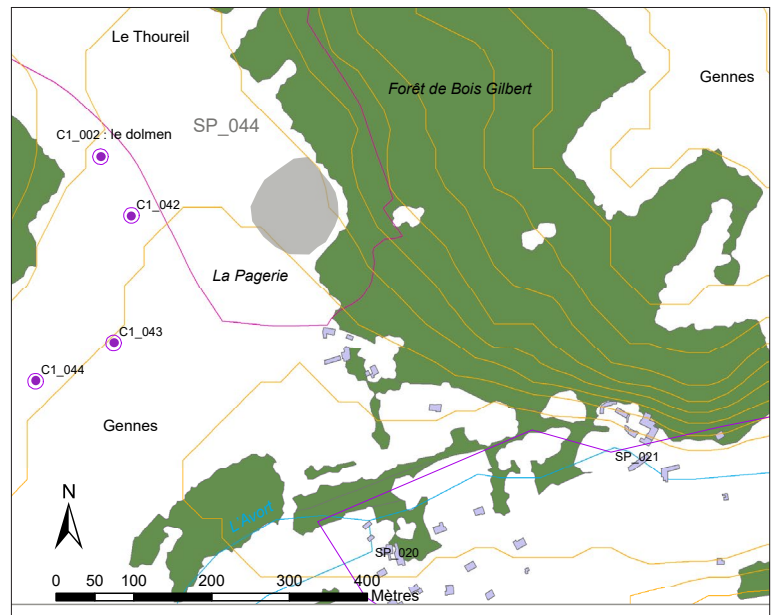 Le Thoureil
Gennes
Forêt de Bois Gilbert
SP_044
C1_002 : le dolmen
C1_042
La Pagerie
C1_043
C1_044
Gennes
SP_021
L'Avort
N
SP_020
0 50 100 200 300 400
Mètres